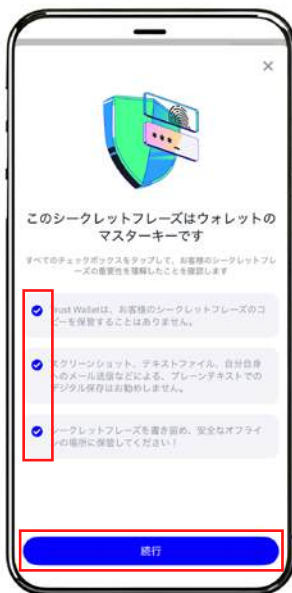 このシークレットフレーズはウォレットの
マスターキーです
すべてのチェックボックスをタップして、お客様のシークレットフレ
ーズの重要性を理解したことを確認します
Trust Walletは、お客様のシークレットフレーズのコ
ピーを保管することはありません。
スクリーンショット、テキストファイル、自分自身
へのメール送信などによる、プレーンテキストでの
デジタル保存はお勧めしません。
シークレットフレーズを書き留め、安全なオフライ
ンの場所に保管してください！
続行